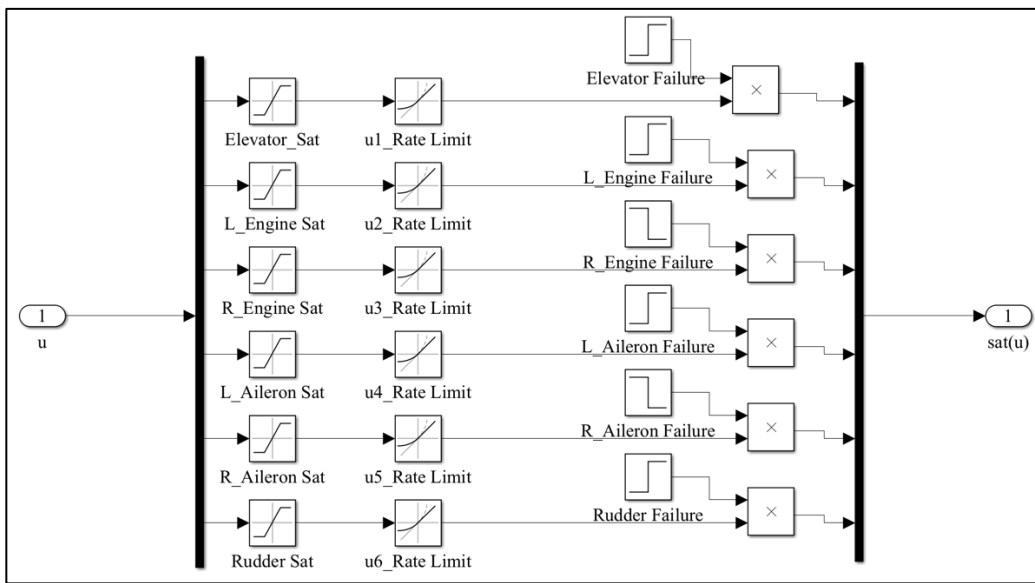 Elevator Failure
×
Elevator_Sat
u1_Rate Limit
L_Engine Failure
×
L_Engine Sat
u2_Rate Limit
R_Engine Failure
×
R_Engine Sat
u3_Rate Limit
1
u
1
sat(u)
L_Aileron Failure
×
L_Aileron Sat
u4_Rate Limit
R_Aileron Failure
×
R_Aileron Sat
u5_Rate Limit
Rudder Failure
×
Rudder Sat
u6_Rate Limit